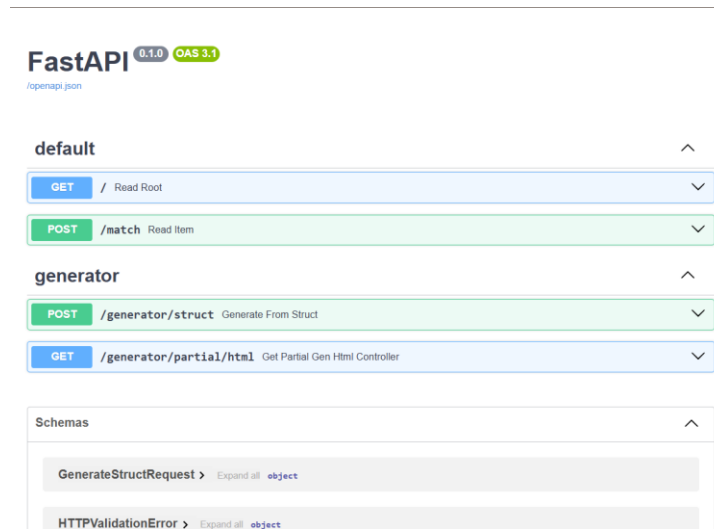 FastAPI 0.1.0 OAS 3.1
/openapi.json
default
GET / Read Root
POST /match Read Item
generator
POST /generator/struct Generate From Struct
GET /generator/partial/html Get Partial Gen Html Controller
Schemas
GenerateStructRequest Expand all object
HTTPValidationError Expand all object